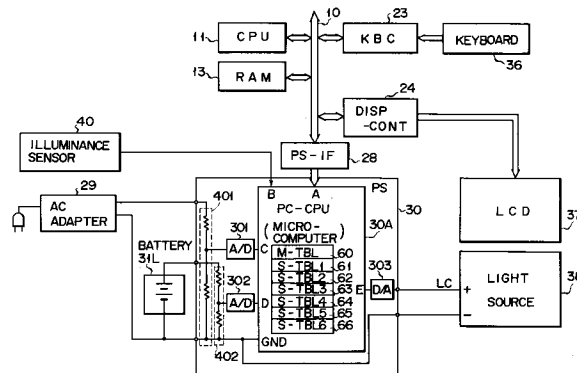 10
11
CPU
23
KBC
KEYBOARD
36
13
RAM
24
DISP
-CONT
40
ILLUMINANCE
SENSOR
PS-IF
28
29
AC
ADAPTER
B
A
PS
30
LCD
37
401
301
A/D
C
PC-CPU
(MICRO-
COMPUTER)
30A
BATTERY
31L
302
A/D
D
M-TBL 60
S-TBL1 61
S-TBL2 62
S-TBL3 63
S-TBL4 64
S-TBL5 65
S-TBL6 66
E
303
D/A
LC
+
−
LIGHT
SOURCE
38
GND
402